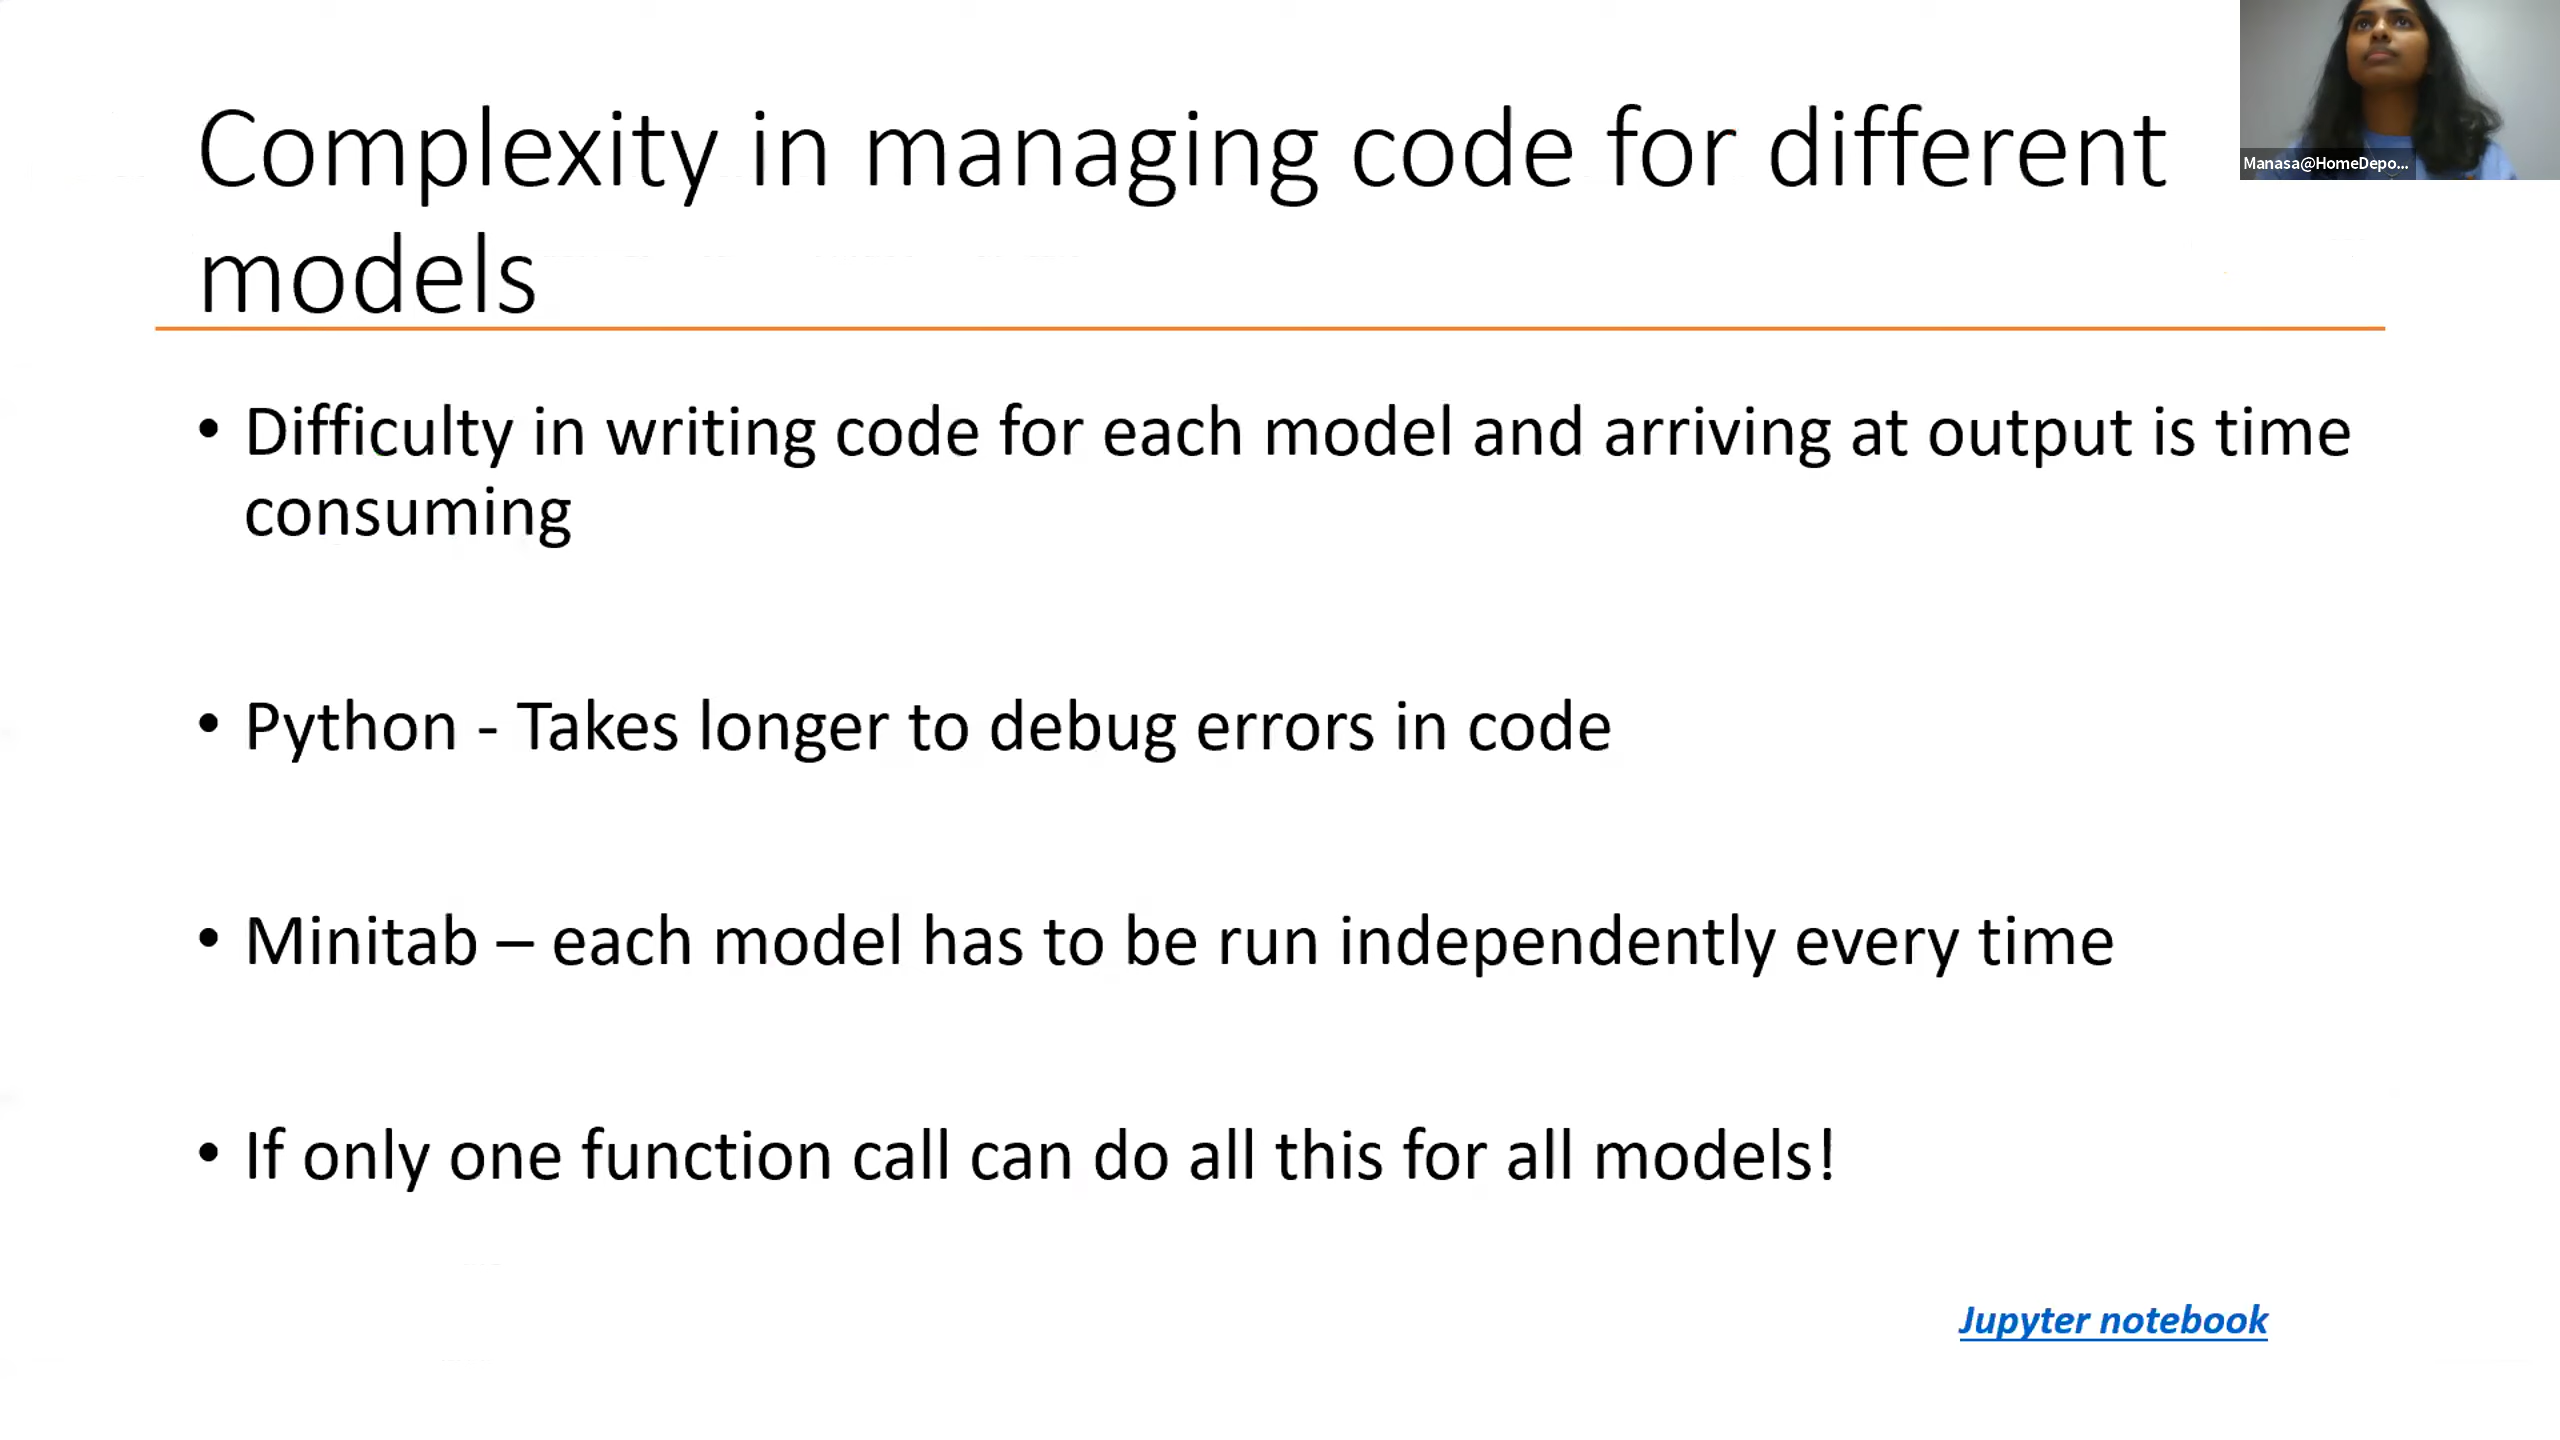 Complexity in managing code for different
models
Manasa@HomeDepo...
• Difficulty in writing code for each model and arriving at output is time
consuming
• Python - Takes longer to debug errors in code
• Minitab – each model has to be run independently every time
• If only one function call can do all this for all models!
Jupyter notebook